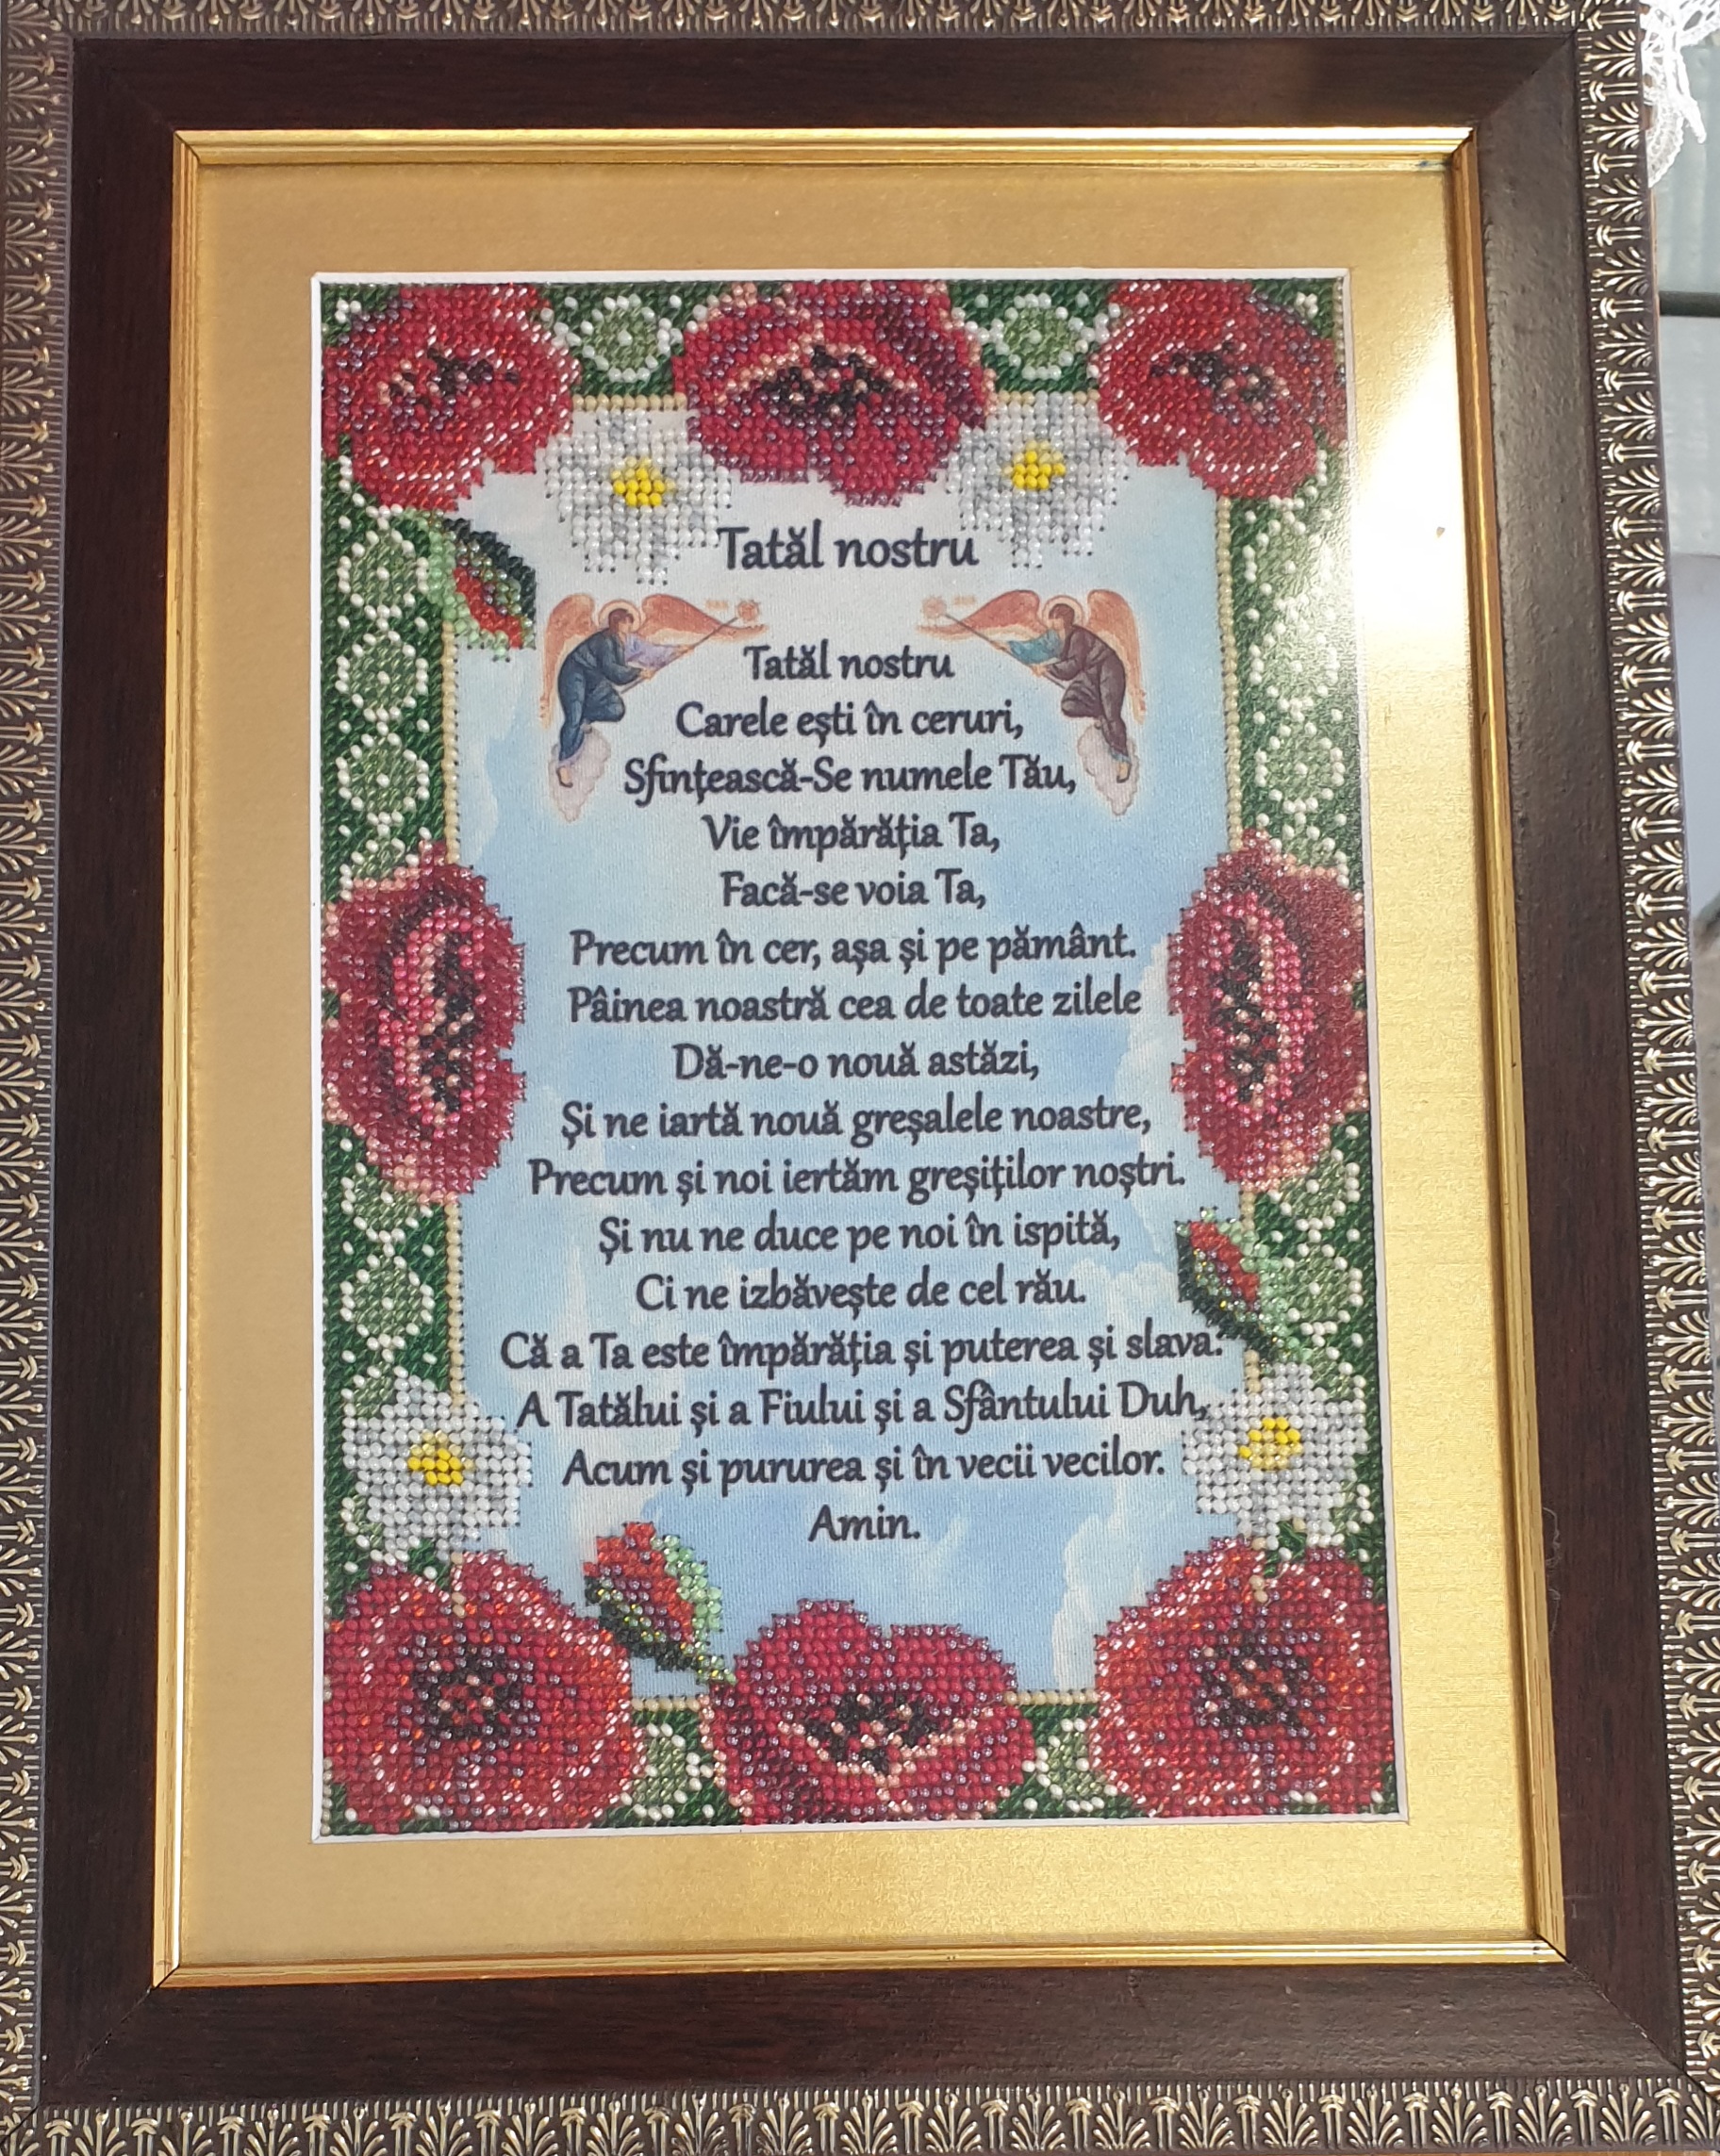 Tatăl nostru
Tatăl nostru
Carele ești în ceruri,
Sfințească-Se numele Tău,
Vie împărăția Ta,
Facă-se voia Ta,
Precum în cer, așa și pe pământ.
Pâinea noastră cea de toate zilele
Dă-ne-o nouă astăzi,
Și ne iartă nouă greșalele noastre,
Precum și noi iertăm greșiților noștri.
Și nu ne duce pe noi în ispită,
Ci ne izbăvește de cel rău.
Că a Ta este împărăția și puterea și slava.
A Tatălui și a Fiului și a Sfântului Duh,
Acum și pururea și în vecii vecilor.
Amin.